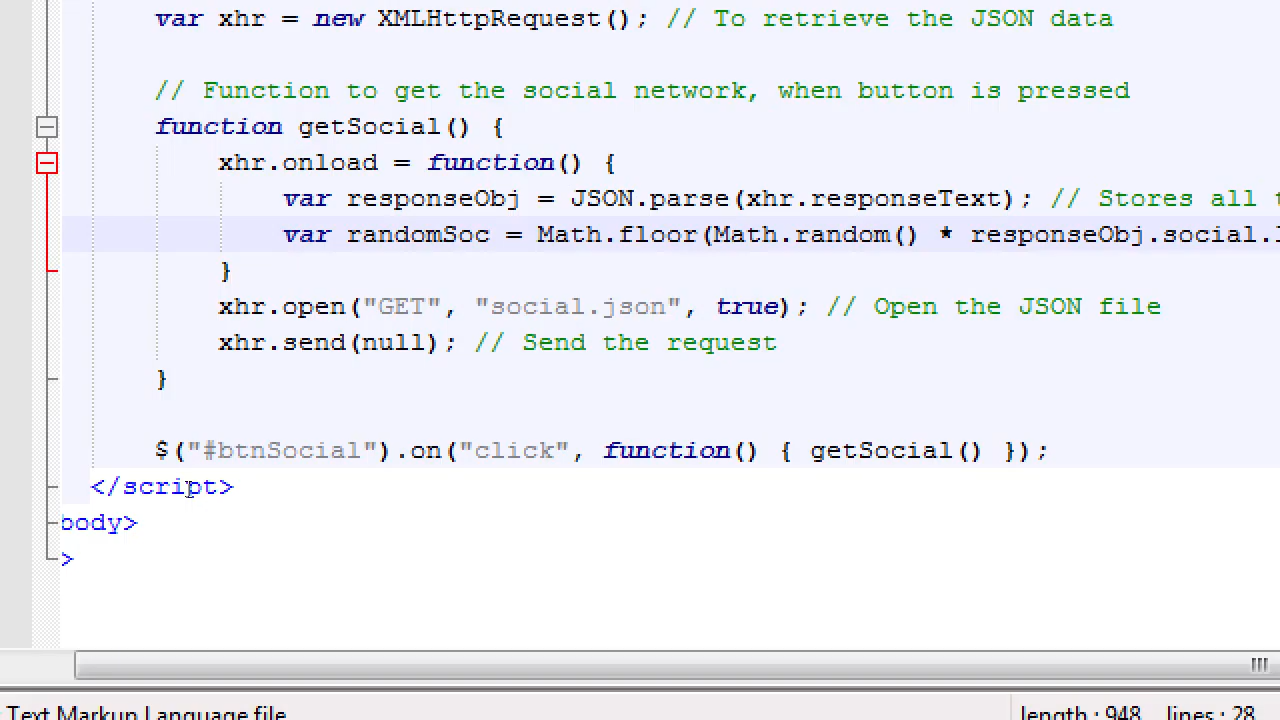 var xhr = new XMLHttpRequest(); // To retrieve the JSON data
// Function to get the social network, when button is pressed
function getSocial() {
xhr.onload = function() {
var responseObj = JSON.parse(xhr.responseText); // Stores all
var randomSoc = Math.floor(Math.random() * responseObj.social.
}
xhr.open("GET", "social.json", true); // Open the JSON file
xhr.send(null); // Send the request
}
$("#btnSocial").on("click", function() { getSocial() });
</script>
body>
>
Text Markup Language file length : 948 lines : 28